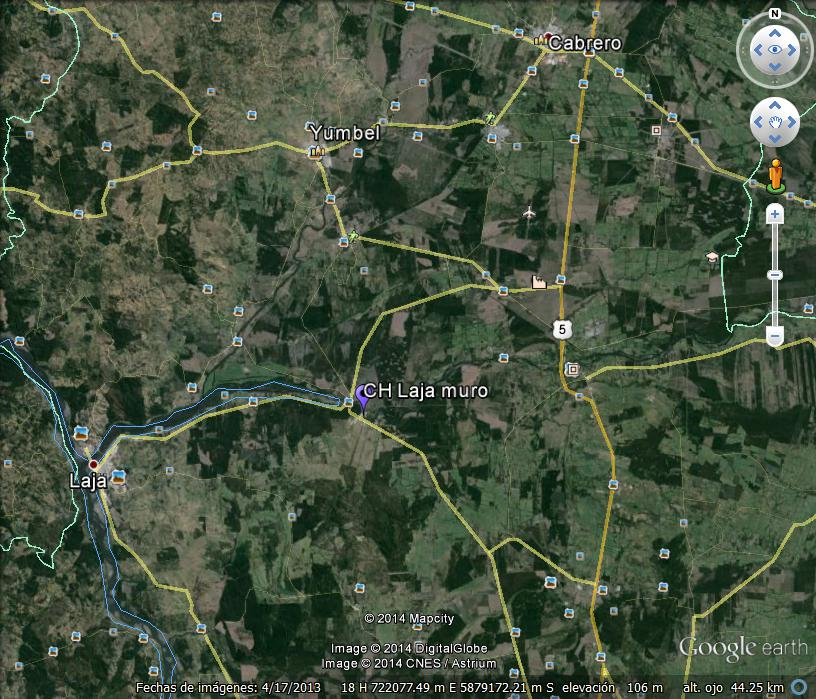 N
Cabrero
Yumbel
5
CH Laja muro
Laja
© 2014 Mapcity
Image © 2014 DigitalGlobe
Image © 2014 CNES / Astrium
Google earth
Fechas de imágenes: 4/17/2013 18 H 722077.49 m E 5879172.21 m S elevación 106 m alt. ojo 44.25 km